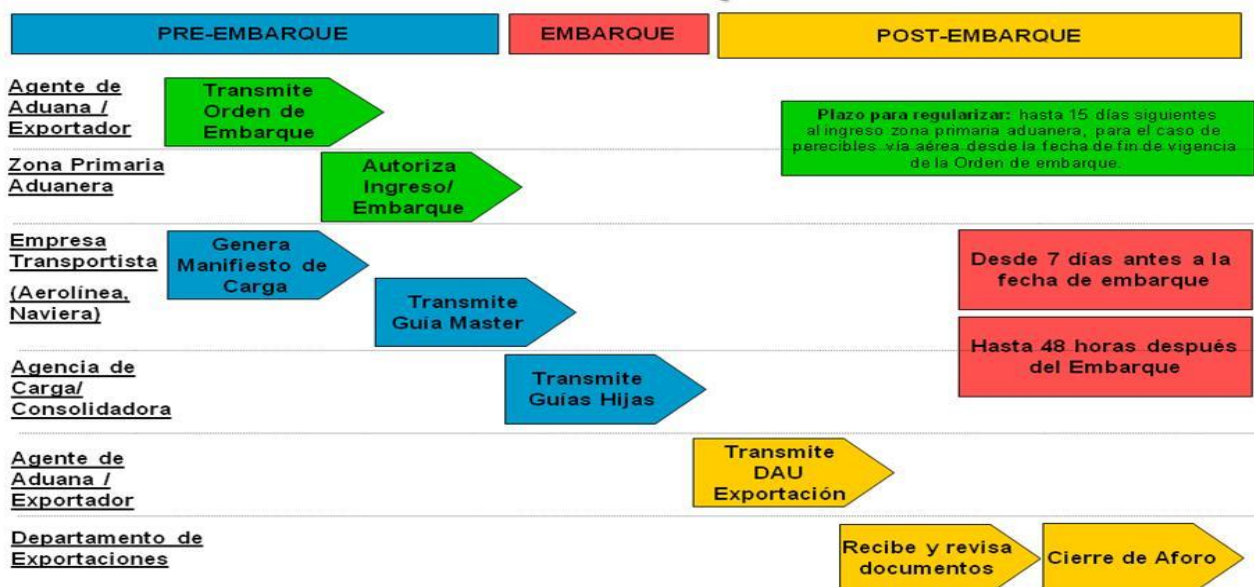 PRE-EMBARQUE
EMBARQUE
POST-EMBARQUE
Agente de
Aduana /
Exportador
Transmite
Orden de
Embarque
Plazo para regularizar: hasta 15 días siguientes
al ingreso zona primaria aduanera, para el caso de
perecibles vía aérea desde la fecha de fin de vigencia
de la Orden de embarque.
Zona Primaria
Aduanera
Autoriza
Ingreso/
Embarque
Empresa
Transportista
(Aerolínea,
Naviera)
Genera
Manifiesto de
Carga
Transmite
Guía Master
Desde 7 días antes a la
fecha de embarque
Hasta 48 horas después
del Embarque
Agencia de
Carga/
Consolidadora
Transmite
Guías Hijas
Agente de
Aduana /
Exportador
Transmite
DAU
Exportación
Departamento de
Exportaciones
Recibe y revisa
documentos
Cierre de Aforo